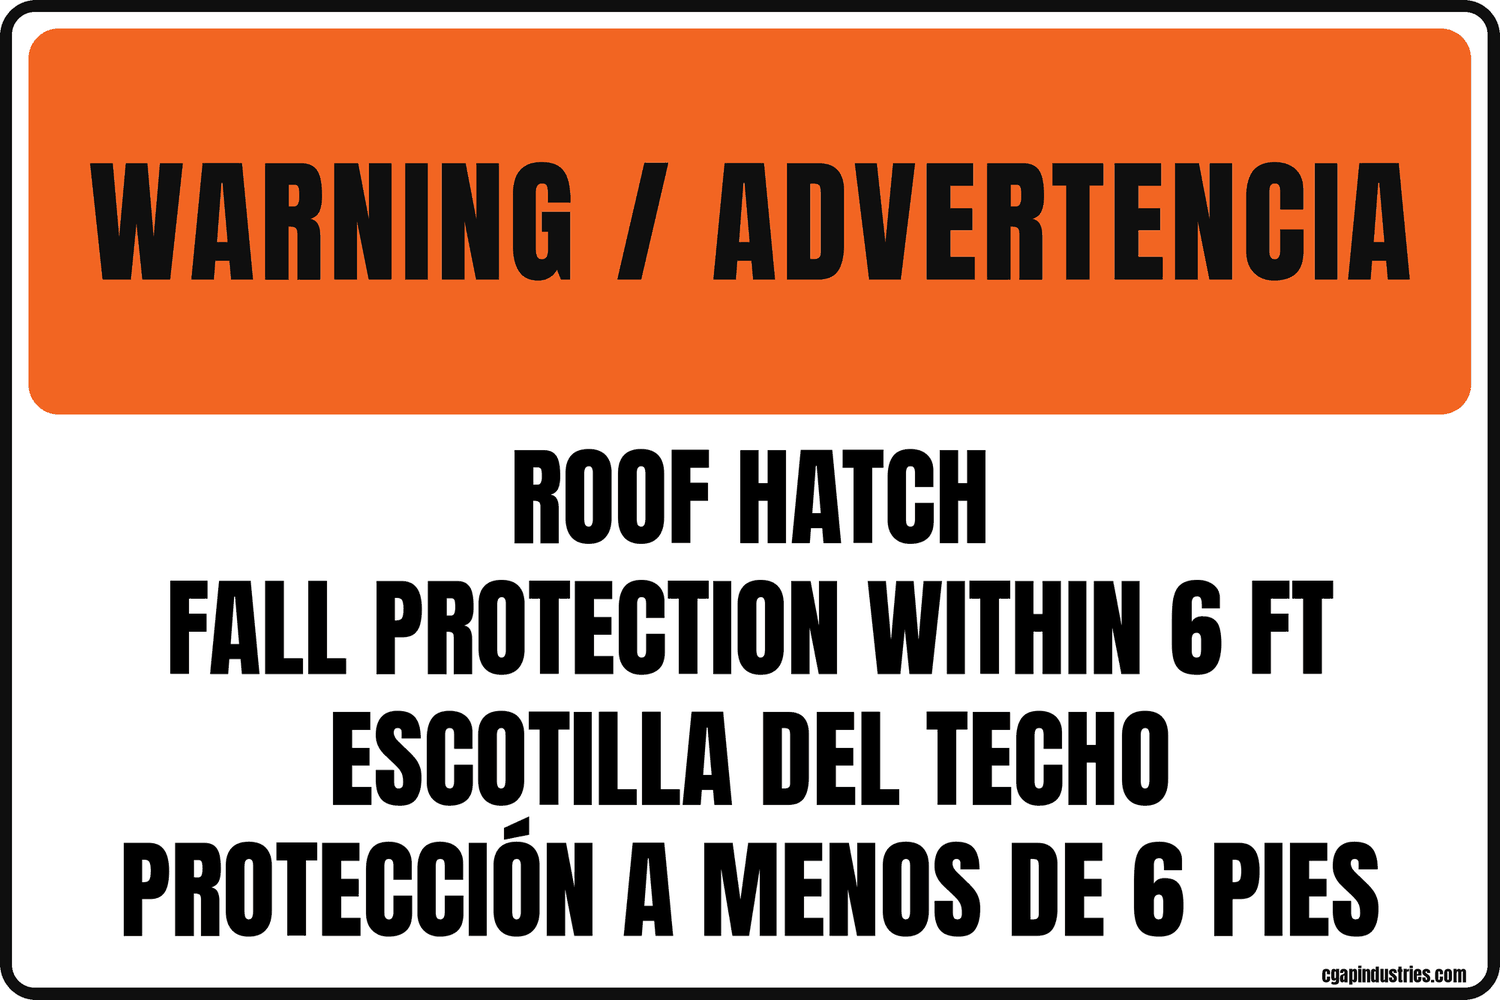 WARNING / ADVERTENCIA
ROOF HATCH
FALL PROTECTION WITHIN 6 FT
ESCOTILLA DEL TECHO
PROTECCIÓN A MENOS DE 6 PIES
cgapindustries.com